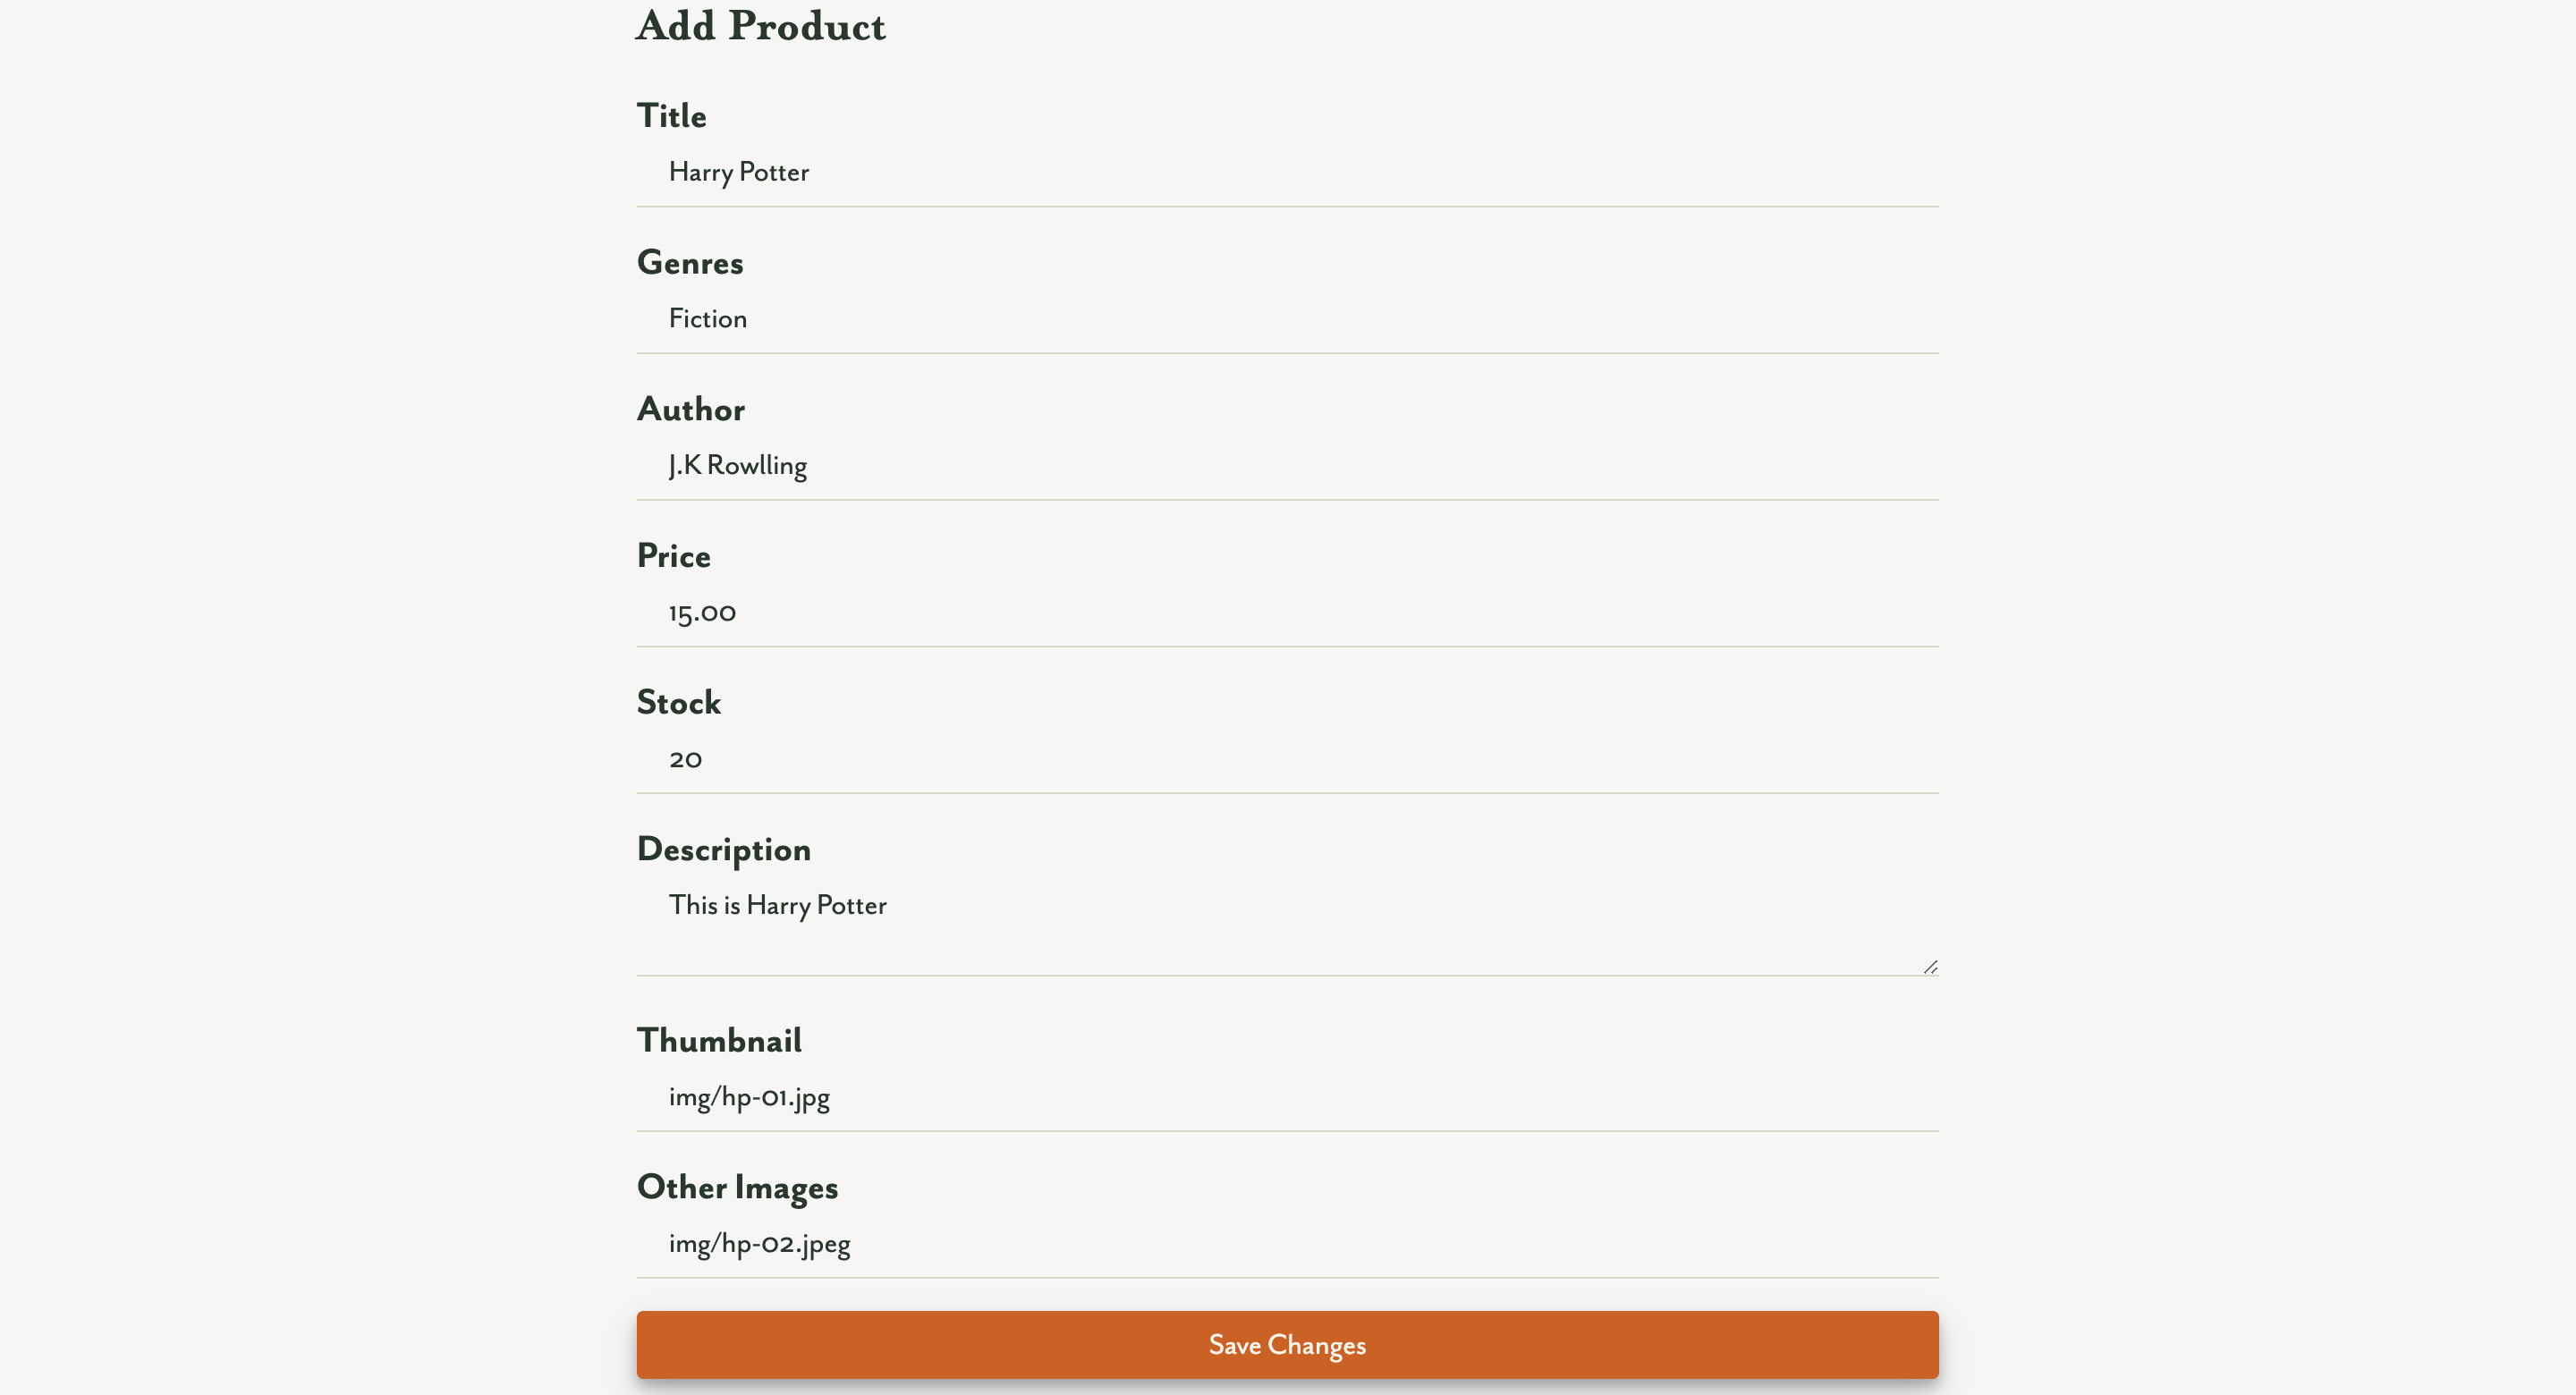 Add Product
Title
Harry Potter
Genres
Fiction
Author
J.K Rowlling
Price
15.00
Stock
20
Description
This is Harry Potter
Thumbnail
img/hp-01.jpg
Other Images
img/hp-02.jpeg
Save Changes